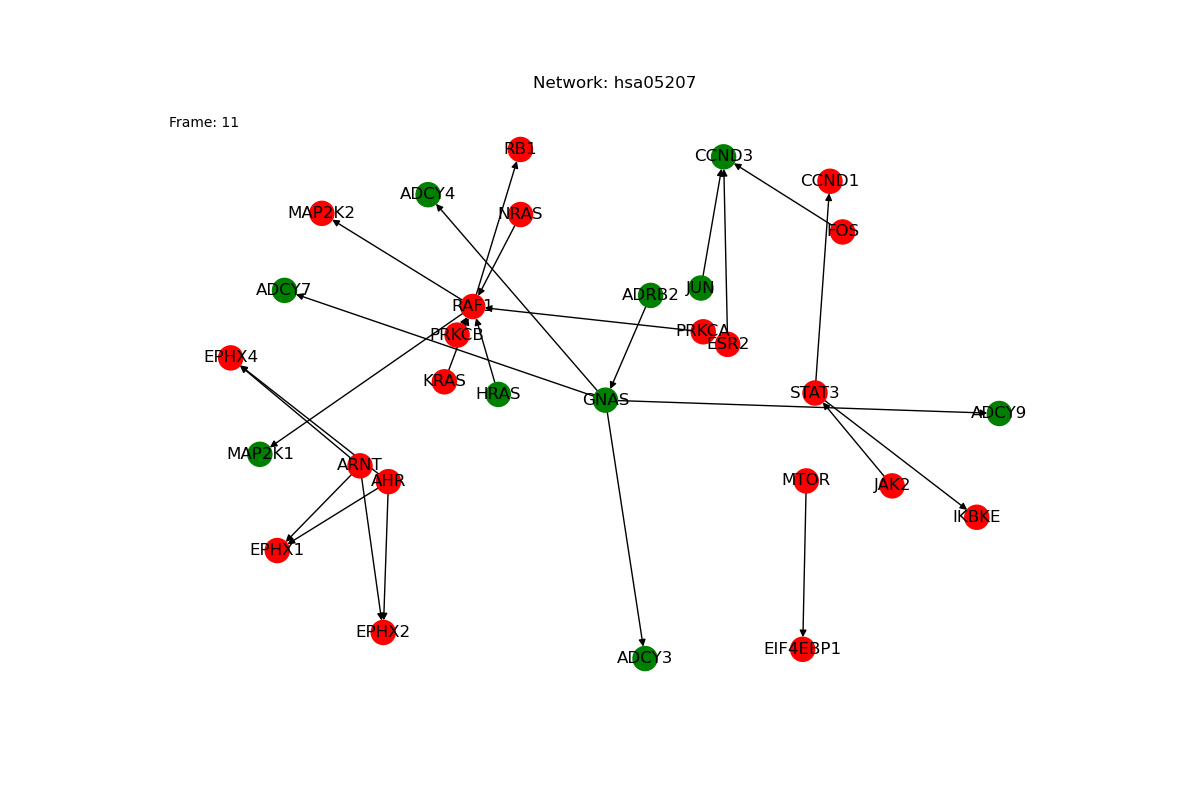 Network: hsa05207
Frame: 11
RB1
CCND3
CCND1
ADCY4
MAP2K2
NRAS
FOS
ADCY7
ADRB2
JUN
RAF1
PRKCA
PRKCB
ESR2
EPHX4
KRAS
HRAS
GNAS
STAT3
ADCY9
MAP2K1
ARNT
AHR
MTOR
JAK2
IKBKE
EPHX1
EPHX2
EIF4EBP1
ADCY3